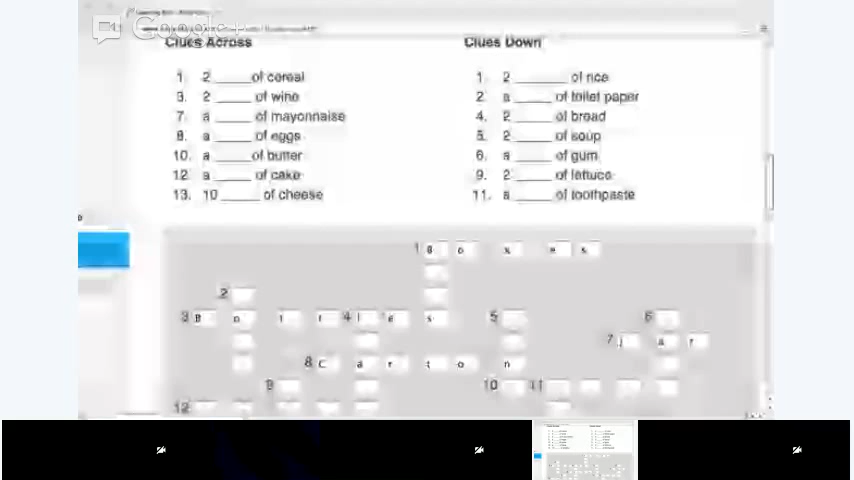 Google+
Clues Across
Clues Down
1. 2 _____ of cereal
3. 2 _____ of wine
7. a _____ of mayonnaise
8. a _____ of eggs
10. a _____ of butter
12. a _____ of cake
13. 10 _____ of cheese
1. 2 _____ of rice
2. a _____ of toilet paper
4. 2 _____ of bread
5. 2 _____ of soup
6. a _____ of gum
9. 2 _____ of lettuce
11. a _____ of toothpaste
1 B o x e s
2
3 B o t t 4 l e s 5 6
7 j a r
8 C a r t o n
9 10 11
12